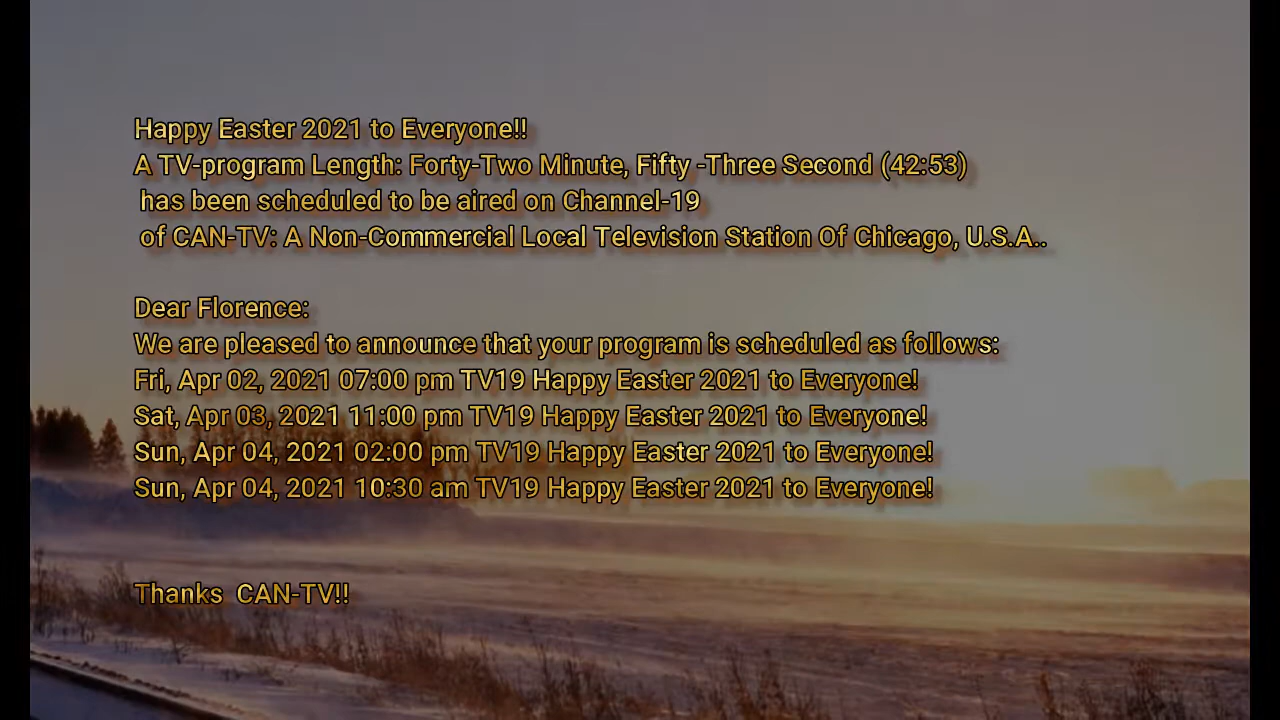 Happy Easter 2021 to Everyone!!
A TV-program Length: Forty-Two Minute, Fifty -Three Second (42:53)
has been scheduled to be aired on Channel-19
of CAN-TV: A Non-Commercial Local Television Station Of Chicago, U.S.A..
Dear Florence:
We are pleased to announce that your program is scheduled as follows:
Fri, Apr 02, 2021 07:00 pm TV19 Happy Easter 2021 to Everyone!
Sat, Apr 03, 2021 11:00 pm TV19 Happy Easter 2021 to Everyone!
Sun, Apr 04, 2021 02:00 pm TV19 Happy Easter 2021 to Everyone!
Sun, Apr 04, 2021 10:30 am TV19 Happy Easter 2021 to Everyone!
Thanks  CAN-TV!!